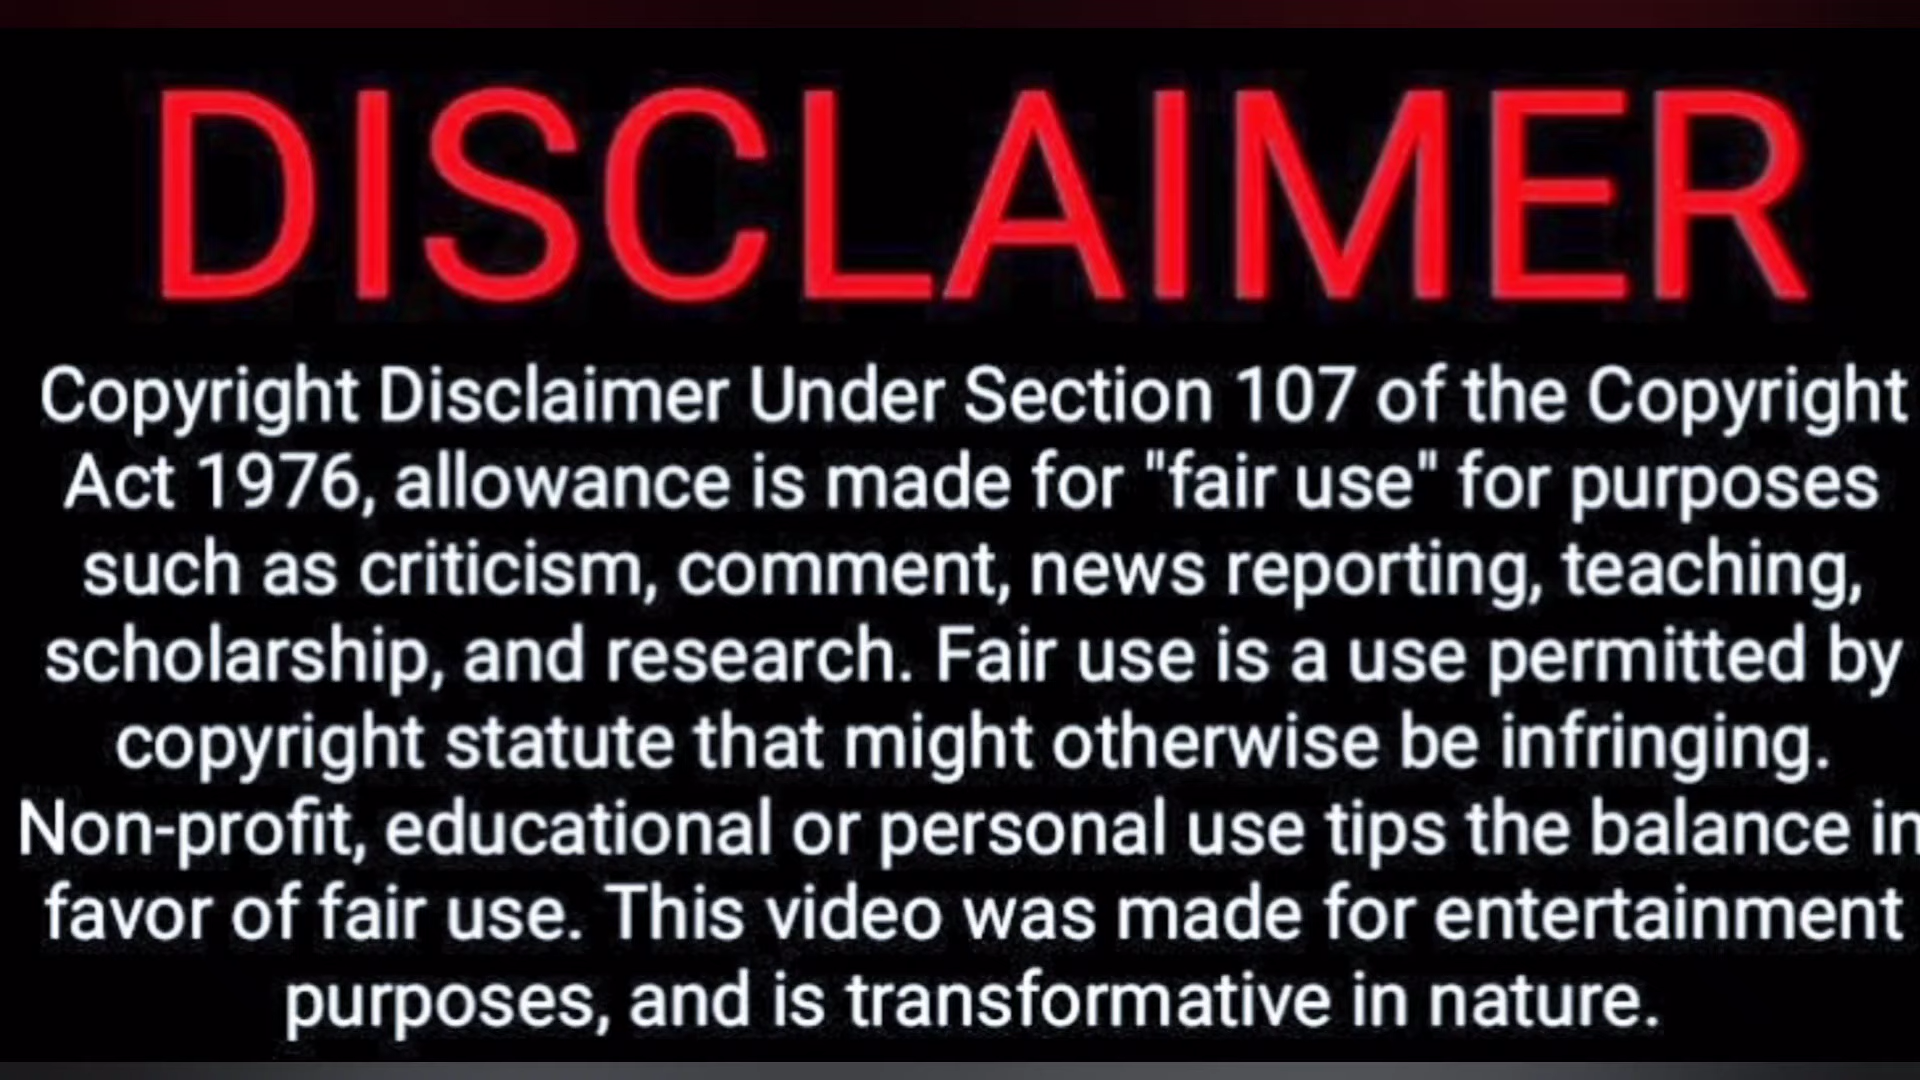 DISCLAIMER
Copyright Disclaimer Under Section 107 of the Copyright
Act 1976, allowance is made for "fair use" for purposes
such as criticism, comment, news reporting, teaching,
scholarship, and research. Fair use is a use permitted by
copyright statute that might otherwise be infringing.
Non-profit, educational or personal use tips the balance in
favor of fair use. This video was made for entertainment
purposes, and is transformative in nature.